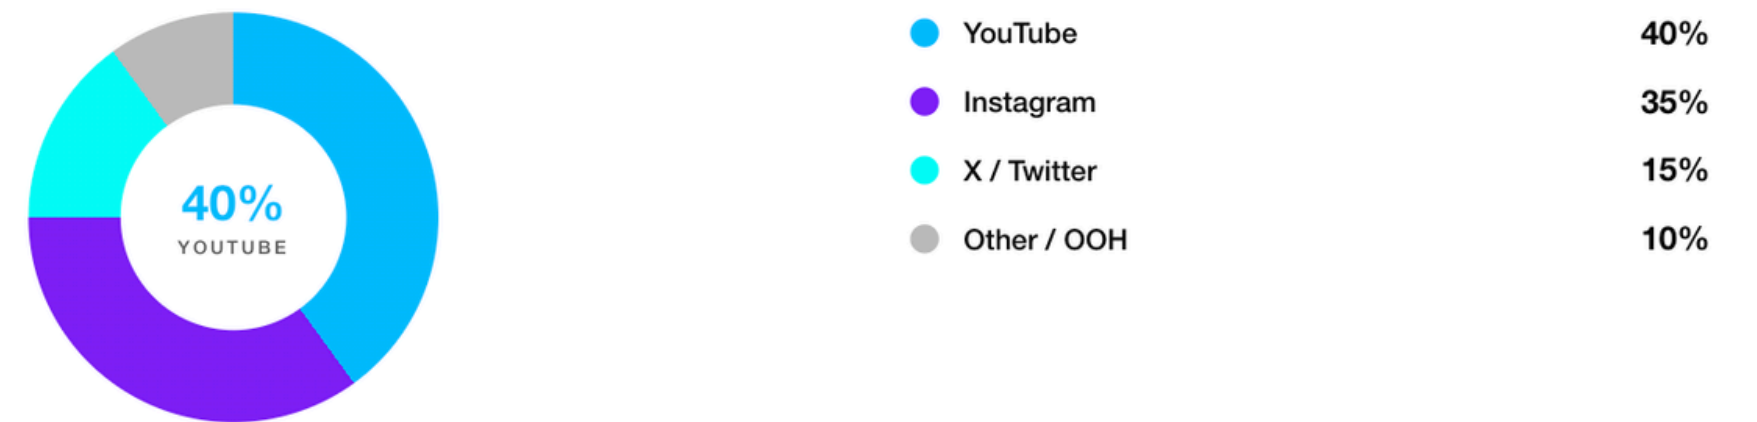 40%
YOUTUBE
YouTube 40%
Instagram 35%
X / Twitter 15%
Other / OOH 10%